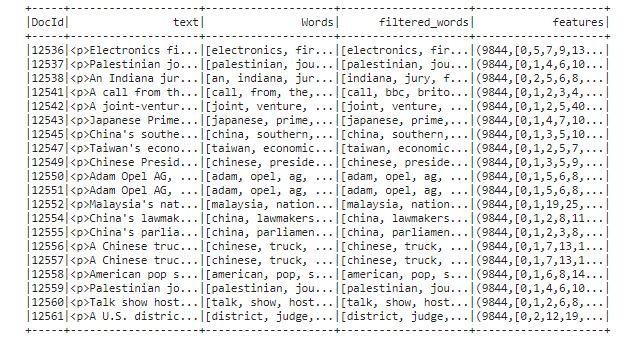 +-----+--------------------+--------------------+--------------------+--------------------+
|DocId|                text|               Words|      filtered_words|            features|
+-----+--------------------+--------------------+--------------------+--------------------+
|12536|<p>Electronics fi...|[electronics, fir...|[electronics, fir...|(9844,[0,5,7,9,13...|
|12537|<p>Palestinian jo...|[palestinian, jou...|[palestinian, jou...|(9844,[0,1,4,6,10...|
|12538|<p>An Indiana jur...|[an, indiana, jur...|[indiana, jury, f...|(9844,[0,2,5,6,8,...|
|12541|<p>A call from th...|[call, from, the,...|[call, bbc, brito...|(9844,[0,1,2,3,4,...|
|12542|<p>A joint-ventur...|[joint, venture, ...|[joint, venture, ...|(9844,[0,1,2,5,40...|
|12543|<p>Japanese Prime...|[japanese, prime,...|[japanese, prime,...|(9844,[0,1,4,7,10...|
|12545|<p>China's southe...|[china, southern,...|[china, southern,...|(9844,[0,1,3,5,10...|
|12547|<p>Taiwan's econo...|[taiwan, economic...|[taiwan, economic...|(9844,[0,1,2,5,7,...|
|12549|<p>Chinese Presid...|[chinese, preside...|[chinese, preside...|(9844,[0,1,3,5,9,...|
|12550|<p>Adam Opel AG, ...|[adam, opel, ag, ...|[adam, opel, ag, ...|(9844,[0,1,5,6,8,...|
|12551|<p>Adam Opel AG, ...|[adam, opel, ag, ...|[adam, opel, ag, ...|(9844,[0,1,5,6,8,...|
|12552|<p>Malaysia's nat...|[malaysia, nation...|[malaysia, nation...|(9844,[0,1,19,25,...|
|12554|<p>China's lawmak...|[china, lawmakers...|[china, lawmakers...|(9844,[0,1,2,8,11...|
|12555|<p>China's parlia...|[china, parliamen...|[china, parliamen...|(9844,[0,1,2,3,8,...|
|12556|<p>A Chinese truc...|[chinese, truck, ...|[chinese, truck, ...|(9844,[0,1,7,13,1...|
|12557|<p>A Chinese truc...|[chinese, truck, ...|[chinese, truck, ...|(9844,[0,1,7,13,1...|
|12558|<p>American pop s...|[american, pop, s...|[american, pop, s...|(9844,[0,1,6,8,14...|
|12559|<p>Palestinian jo...|[palestinian, jou...|[palestinian, jou...|(9844,[0,1,4,6,10...|
|12560|<p>Talk show host...|[talk, show, host...|[talk, show, host...|(9844,[0,1,2,6,8,...|
|12561|<p>A U.S. distric...|[district, judge,...|[district, judge,...|(9844,[0,2,12,19,...|
+-----+--------------------+--------------------+--------------------+--------------------+